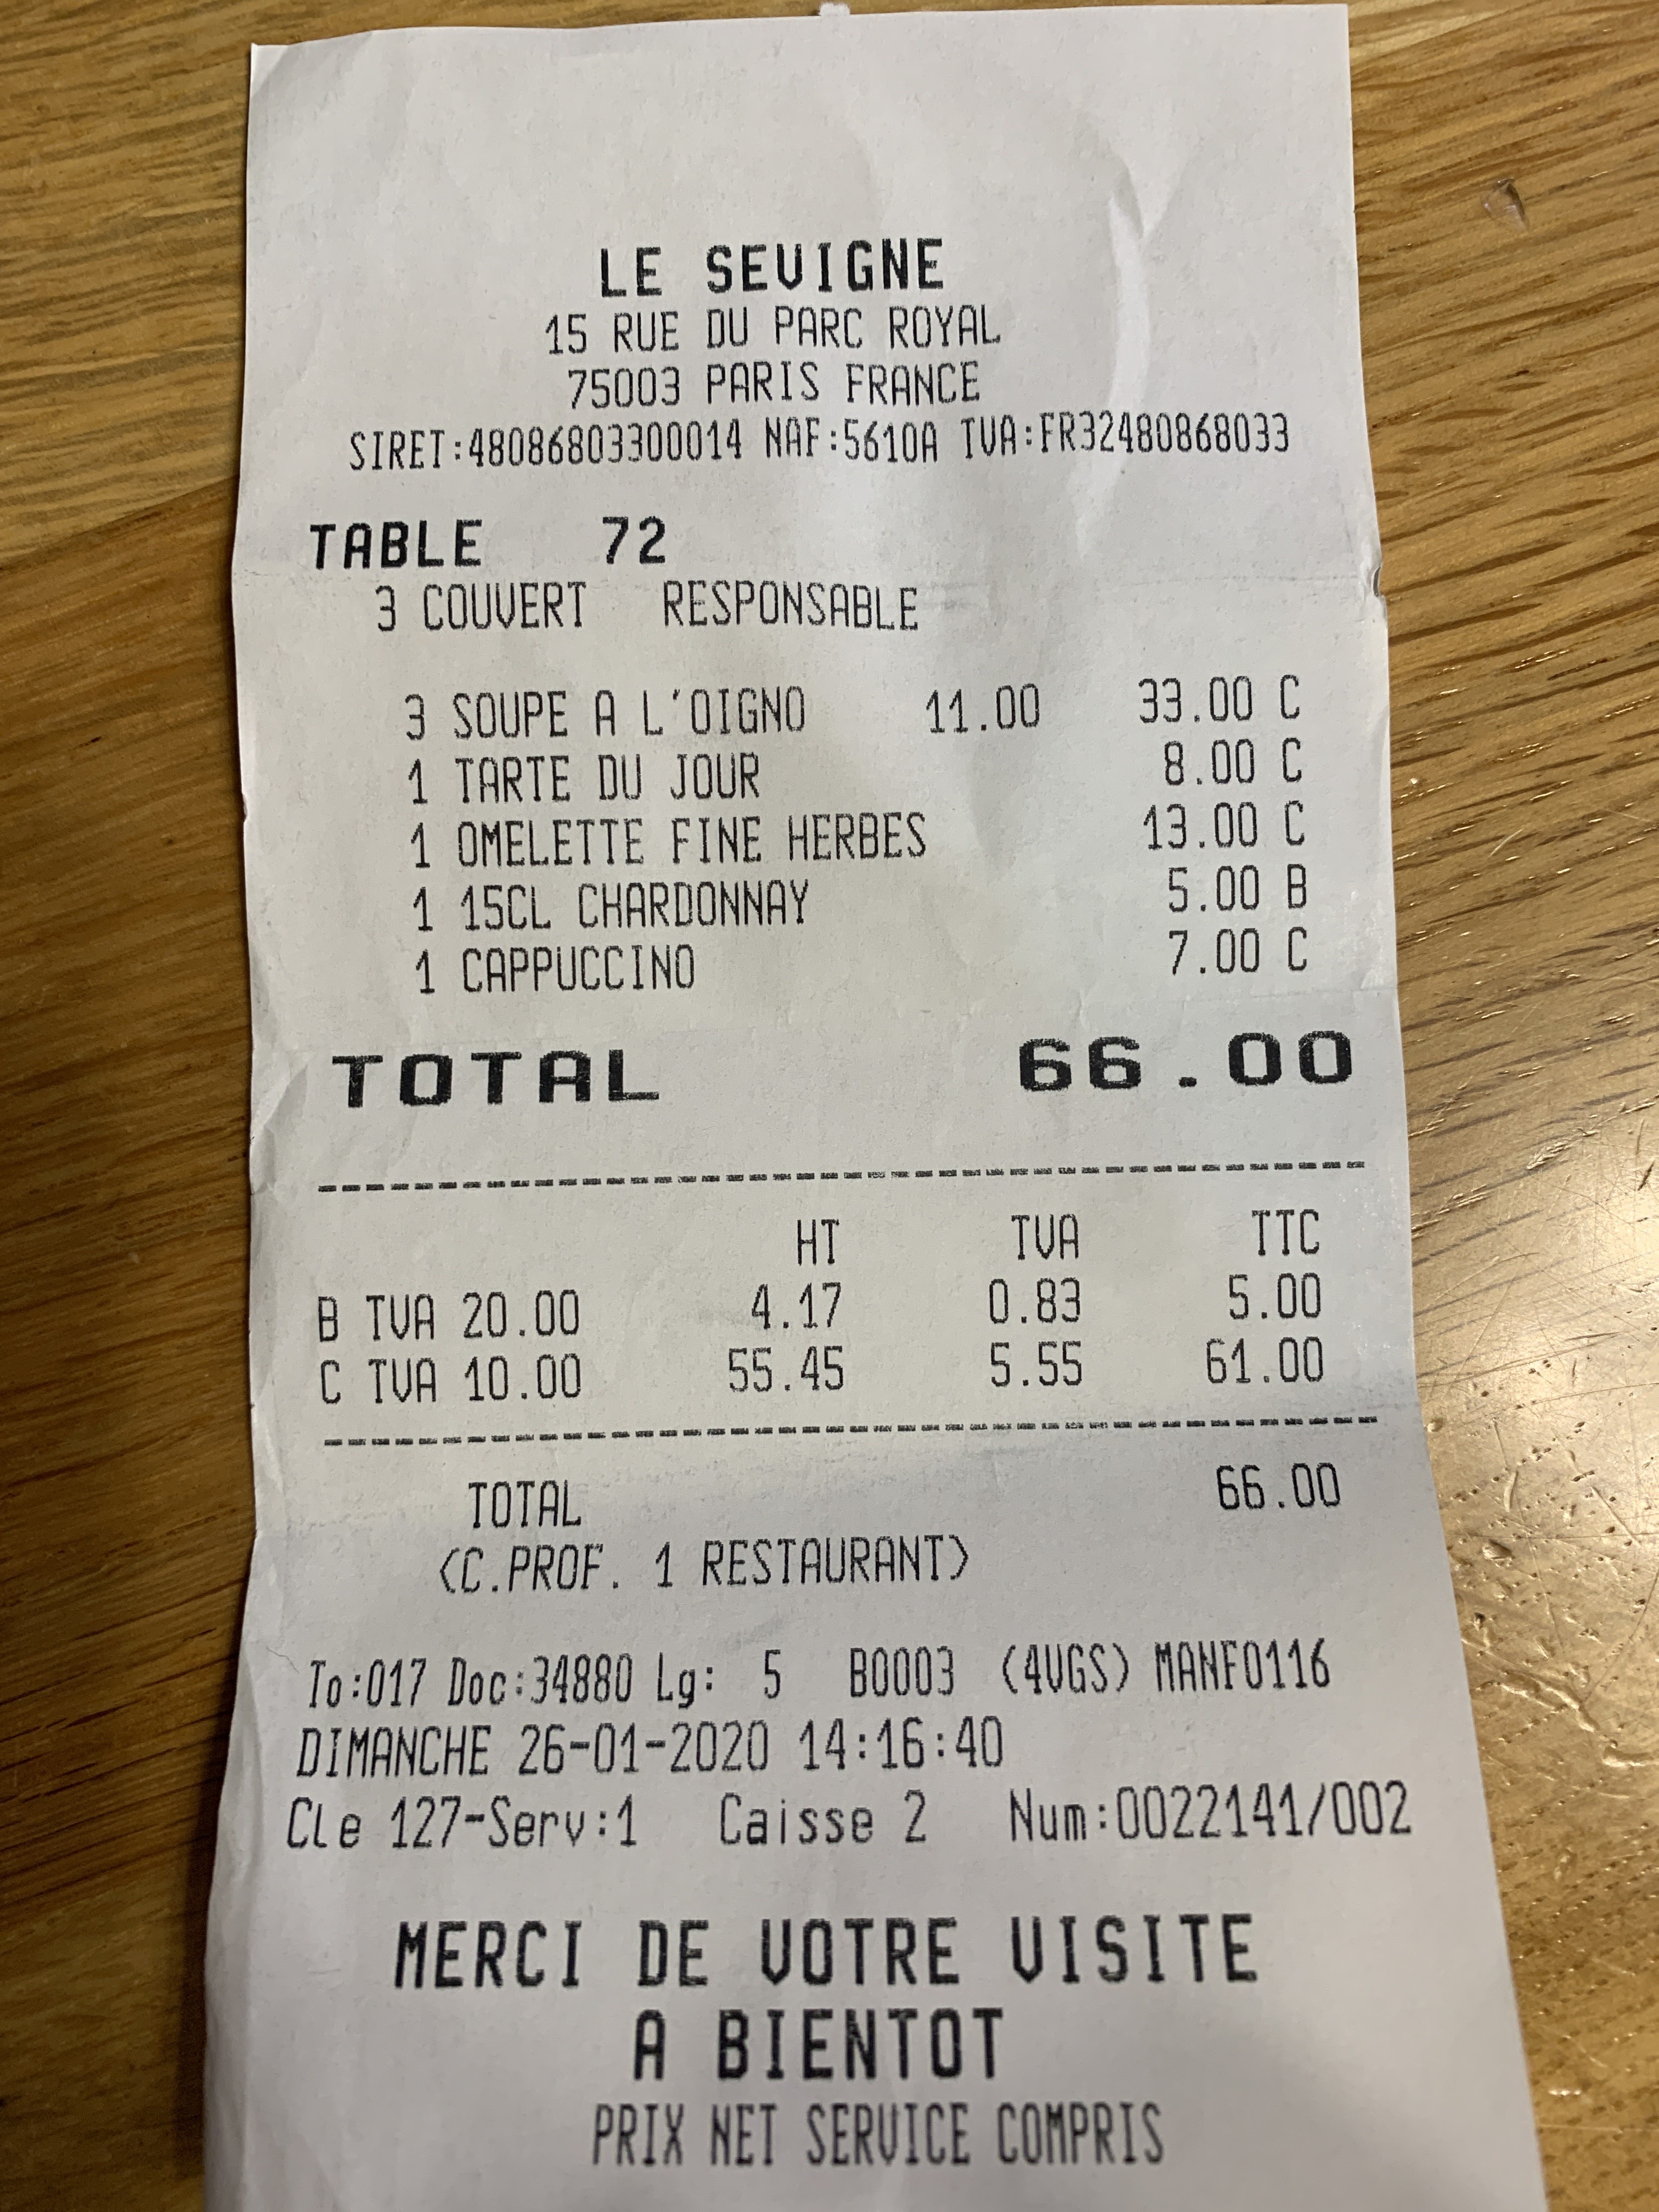 LE SEVIGNE
15 RUE DU PARC ROYAL
75003 PARIS FRANCE
SIRET:48086803300014 NAF:5610A TVA:FR32480868033
TABLE 72
3 COUVERT RESPONSABLE
3 SOUPE A L'OIGNO 11.00 33.00 C
1 TARTE DU JOUR 8.00 C
1 OMELETTE FINE HERBES 13.00 C
1 15CL CHARDONNAY 5.00 B
1 CAPPUCCINO 7.00 C
TOTAL 66.00
HT TVA TTC
B TVA 20.00 4.17 0.83 5.00
C TVA 10.00 55.45 5.55 61.00
TOTAL 66.00
<C.PROF. 1 RESTAURANT>
To:017 Doc:34880 Lg: 5 B0003 (4VGS) MANF0116
DIMANCHE 26-01-2020 14:16:40
Cle 127-Serv:1 Caisse 2 Num:0022141/002
MERCI DE VOTRE VISITE
A BIENTOT
PRIX NET SERVICE COMPRIS